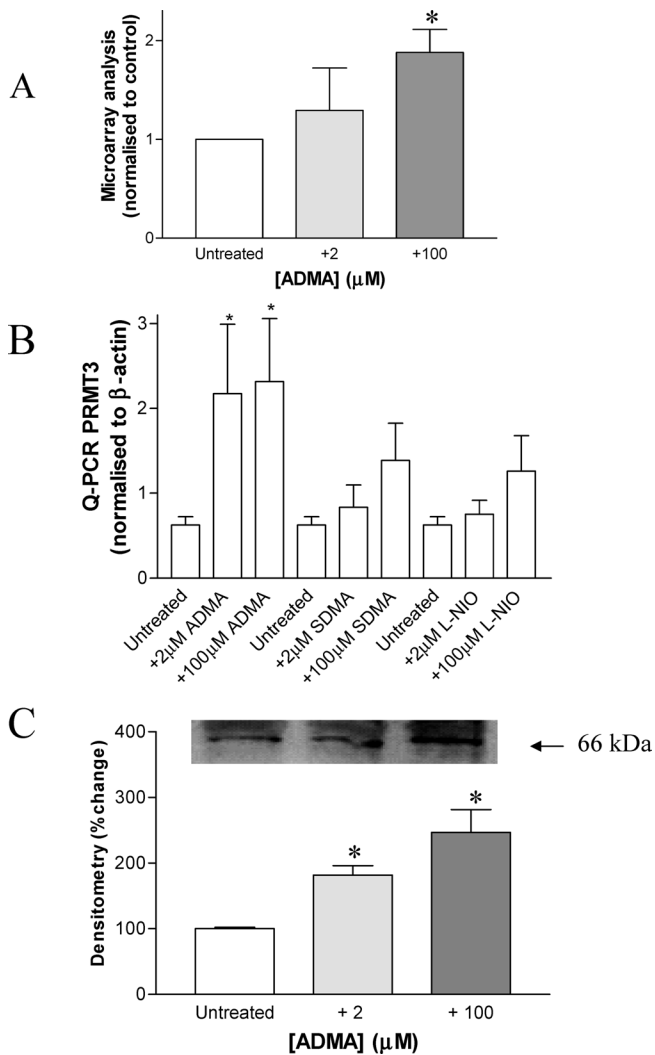 A
Microarray analysis
(normalised to control)
2
1
0
*
Untreated
+2
+100
[ADMA] (μM)
B
Q-PCR PRMT3
(normalised to β-actin)
3
2
1
0
*
*
Untreated
+2μM ADMA
+100μM ADMA
Untreated
+2μM SDMA
+100μM SDMA
Untreated
+2μM L-NIO
+100μM L-NIO
C
Densitometry (%change)
400
300
200
100
0
66 kDa
*
*
Untreated
+ 2
+ 100
[ADMA] (μM)